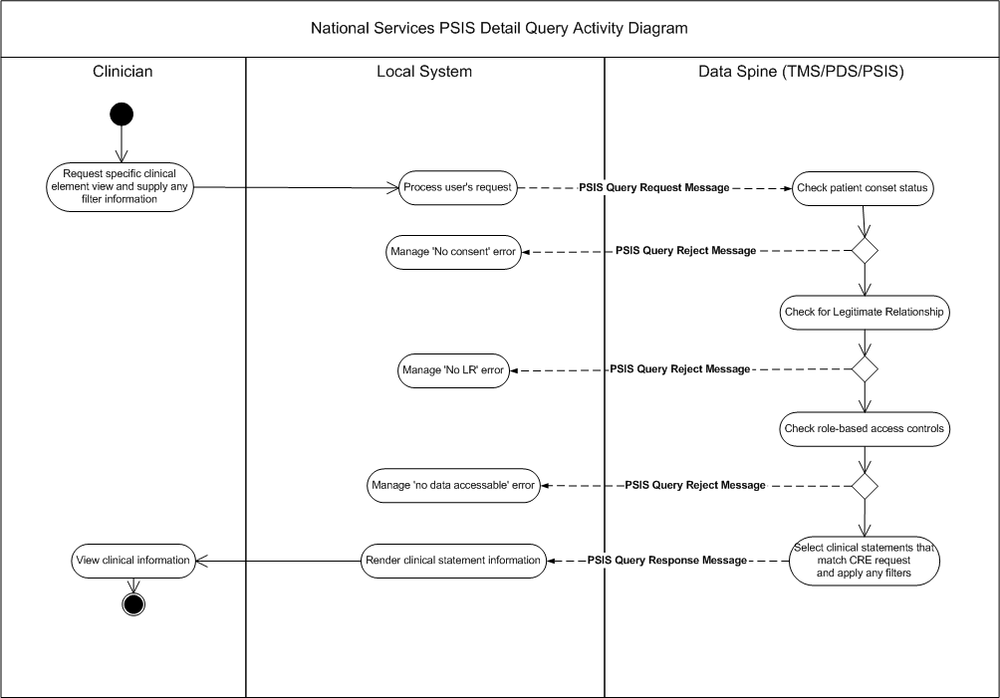 National Services PSIS Detail Query Activity Diagram
Clinician
Local System
Data Spine (TMS/PDS/PSIS)
Request specific clinical
element view and supply any
filter information
Process user's request
PSIS Query Request Message
Check patient conset status
Manage 'No consent' error
PSIS Query Reject Message
Check for Legitimate Relationship
Manage 'No LR' error
PSIS Query Reject Message
Check role-based access controls
Manage 'no data accessable' error
PSIS Query Reject Message
View clinical information
Render clinical statement information
PSIS Query Response Message
Select clinical statements that
match CRE request
and apply any filters